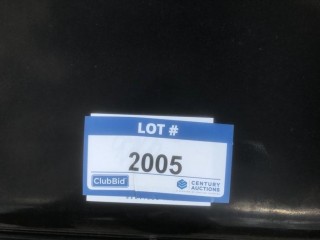 LOT #
2005
ClubBid CENTURY
AUCTIONS